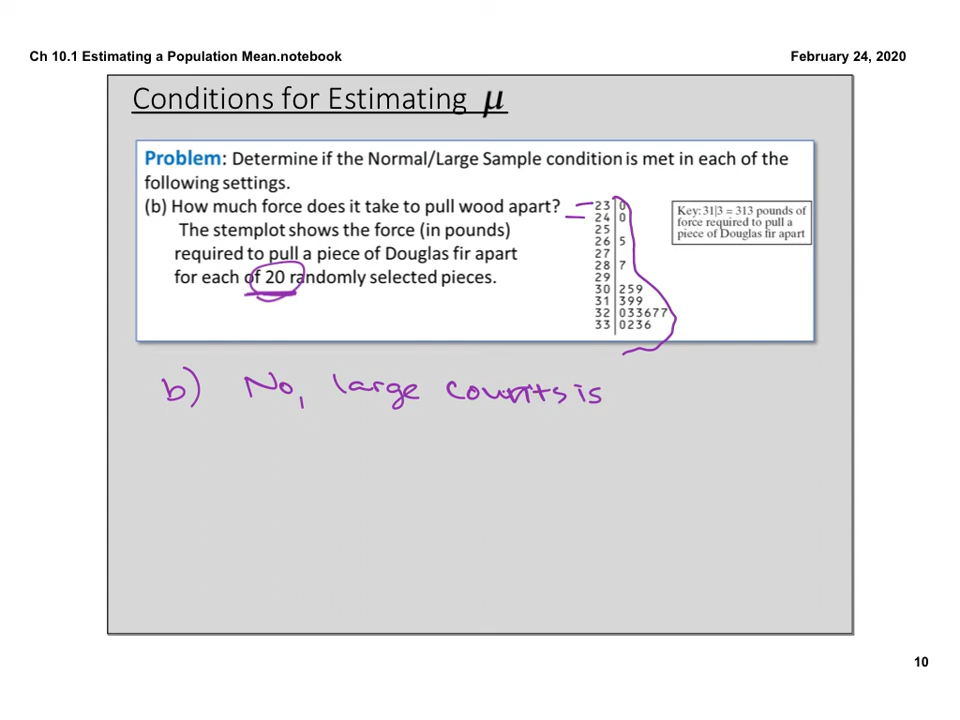 Ch 10.1 Estimating a Population Mean.notebook
February 24, 2020
Conditions for Estimating μ
Problem: Determine if the Normal/Large Sample condition is met in each of the
following settings.
(b) How much force does it take to pull wood apart?
The stemplot shows the force (in pounds)
required to pull a piece of Douglas fir apart
for each of 20 randomly selected pieces.
23|0
24|0
25|
26|5
27|
28|7
29|
30|259
31|399
32|033677
33|0236
Key: 31|3 = 313 pounds of
force required to pull a
piece of Douglas fir apart
b) No, large counts is
10